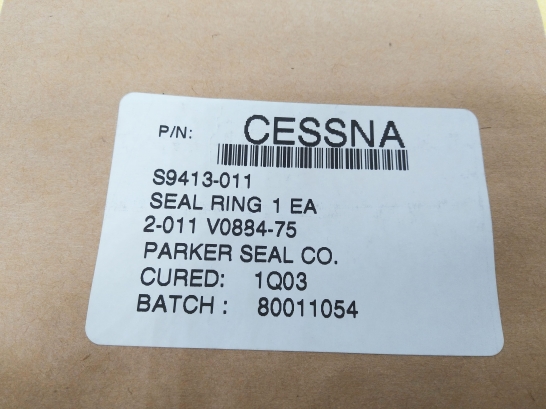 P/N: CESSNA
S9413-011
SEAL RING 1 EA
2-011 V0884-75
PARKER SEAL CO.
CURED: 1Q03
BATCH : 80011054